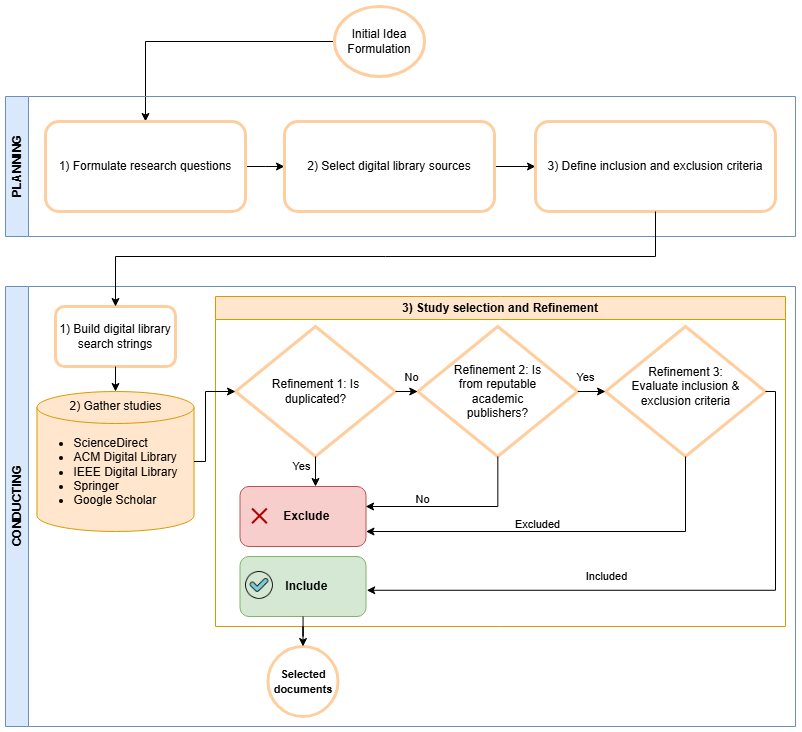 Initial Idea
Formulation
PLANNING
1) Formulate research questions
2) Select digital library sources
3) Define inclusion and exclusion criteria
CONDUCTING
1) Build digital library
search strings
2) Gather studies
ScienceDirect
ACM Digital Library
IEEE Digital Library
Springer
Google Scholar
3) Study selection and Refinement
Refinement 1: Is
duplicated?
No
Refinement 2: Is
from reputable
academic
publishers?
Yes
Refinement 3:
Evaluate inclusion &
exclusion criteria
Yes
No
Exclude
Excluded
Included
Include
Selected
documents